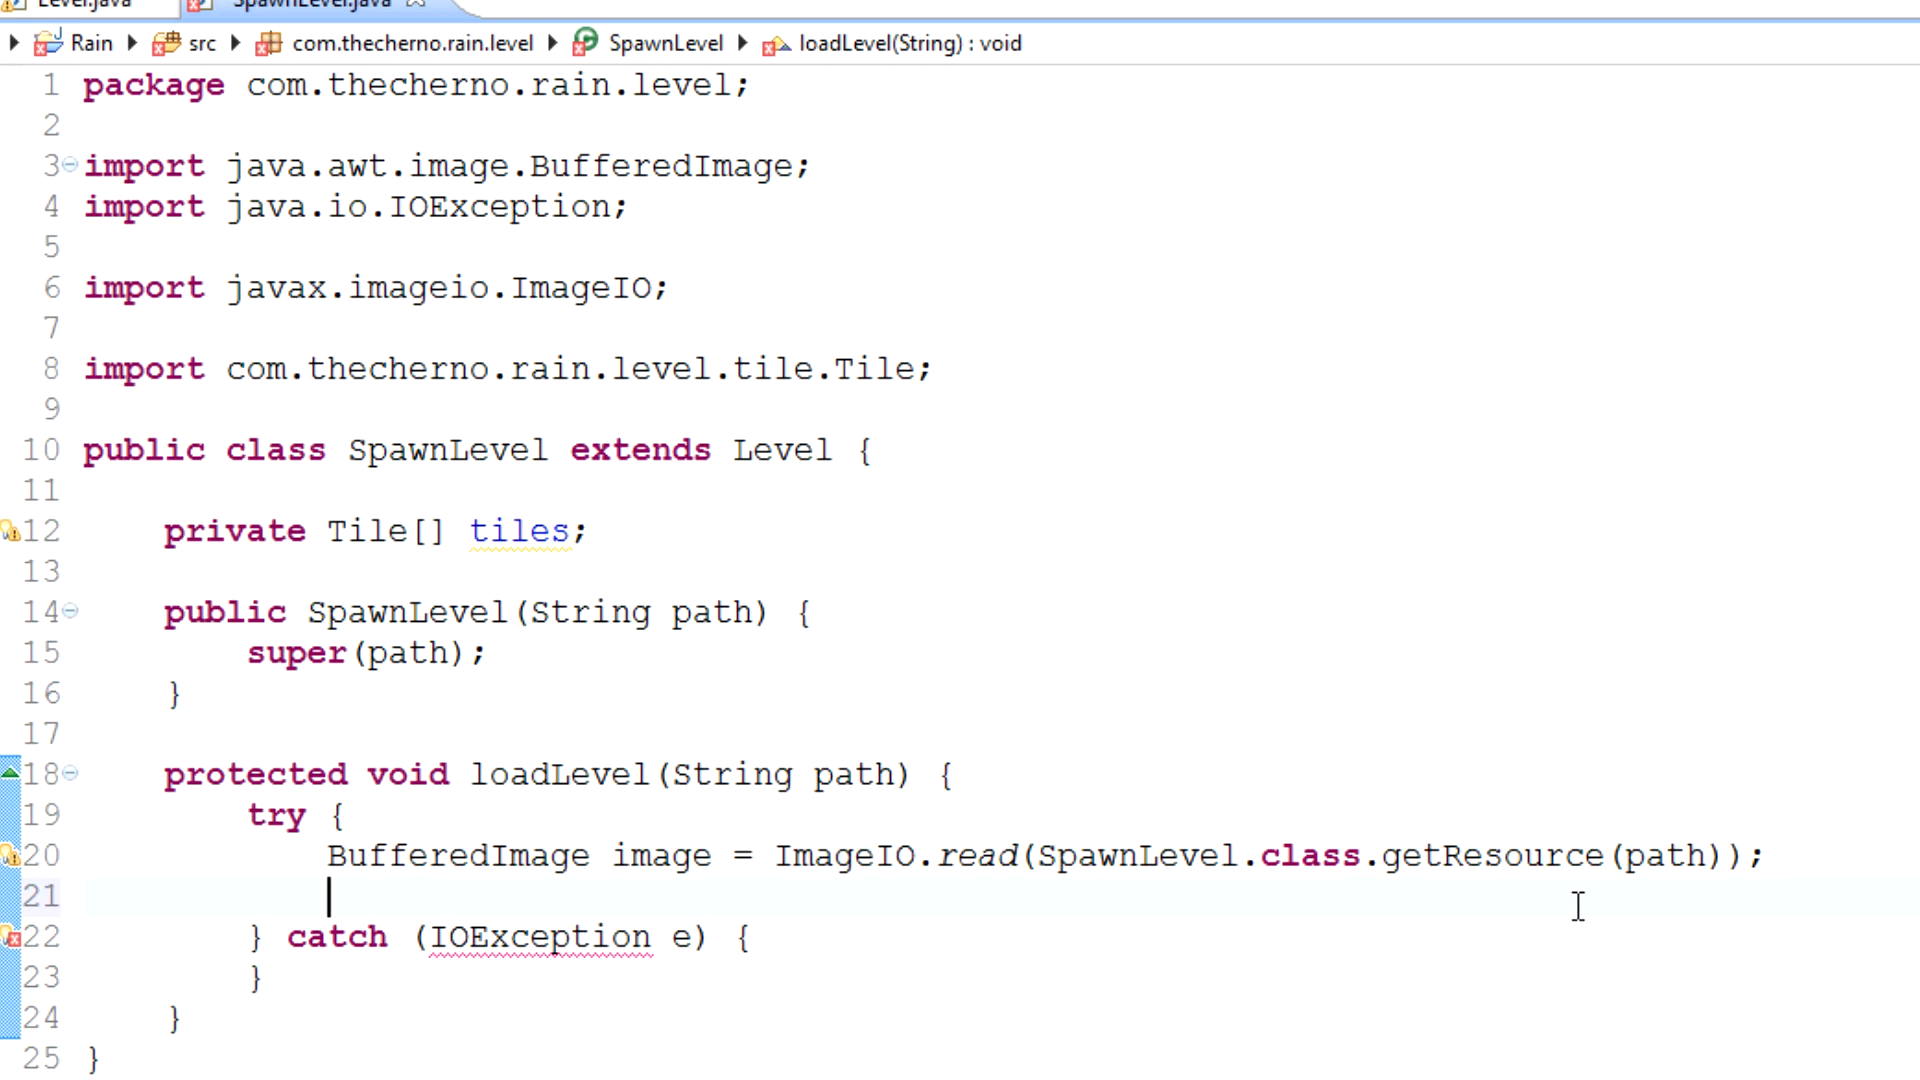 Level.java SpawnLevel.java
Rain src com.thecherno.rain.level SpawnLevel loadLevel(String) : void
1 package com.thecherno.rain.level;
2
3 import java.awt.image.BufferedImage;
4 import java.io.IOException;
5
6 import javax.imageio.ImageIO;
7
8 import com.thecherno.rain.level.tile.Tile;
9
10 public class SpawnLevel extends Level {
11
12 private Tile[] tiles;
13
14 public SpawnLevel(String path) {
15 super(path);
16 }
17
18 protected void loadLevel(String path) {
19 try {
20 BufferedImage image = ImageIO.read(SpawnLevel.class.getResource(path));
21
22 } catch (IOException e) {
23 }
24 }
25 }